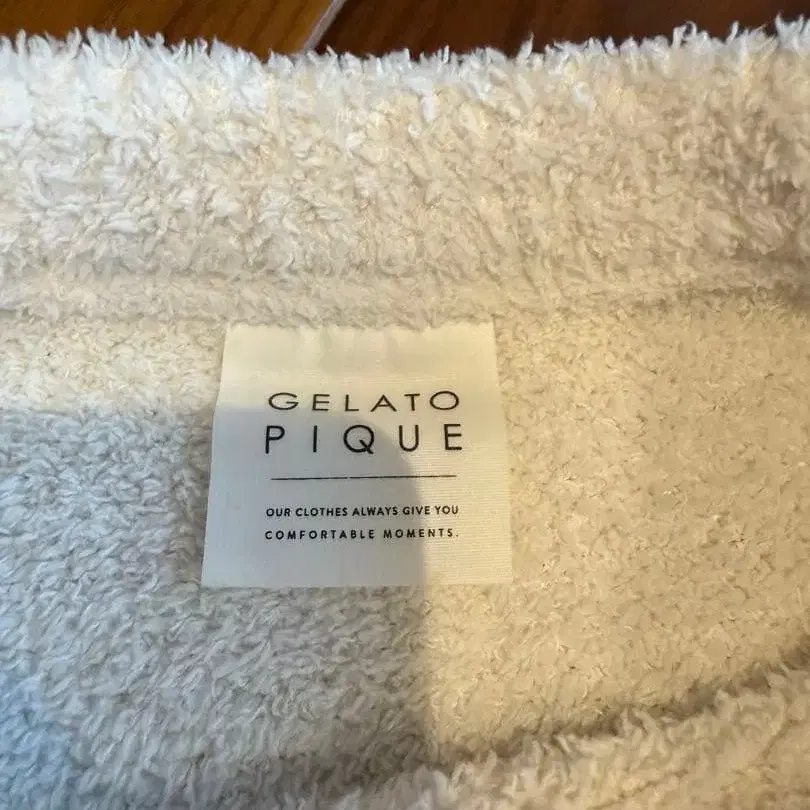 GELATO
PIQUE
OUR CLOTHES ALWAYS GIVE YOU
COMFORTABLE MOMENTS.